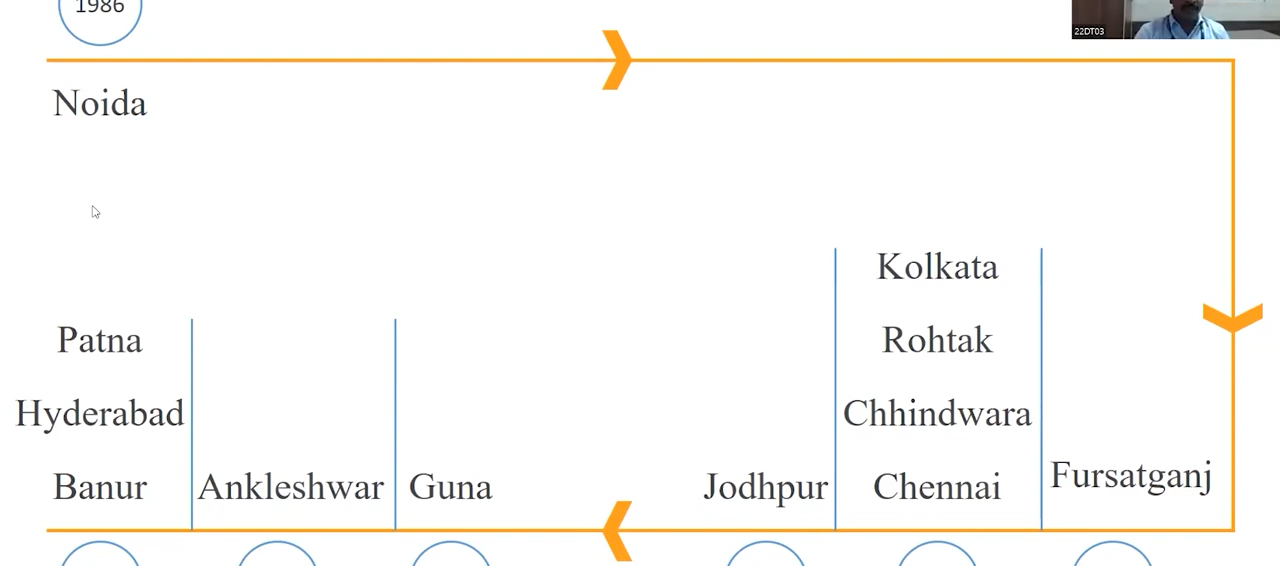 1986
22DT03
Noida
Kolkata
Patna
Rohtak
Hyderabad
Chhindwara
Banur
Ankleshwar
Guna
Jodhpur
Chennai
Fursatganj